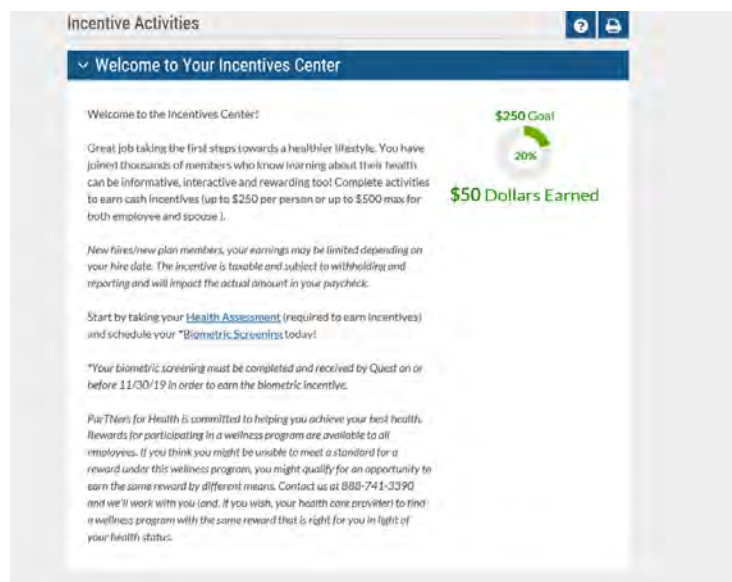 Incentive Activities
Welcome to Your Incentives Center
Welcome to the Incentives Center!
Great job taking the first steps towards a healthier lifestyle. You have
joined thousands of members who know learning about their health
can be informative, interactive and rewarding too! Complete activities
to earn cash incentives (up to $250 per person or up to $500 max for
both employee and spouse ).
New hires/new plan members, your earnings may be limited depending on
your hire date. The incentive is taxable and subject to withholding and
reporting and will impact the actual amount in your paycheck.
Start by taking your Health Assessment (required to earn incentives)
and schedule your *Biometric Screening today!
*Your biometric screening must be completed and received by Quest on or
before 11/30/19 in order to earn the biometric incentive.
ParTNers for Health is committed to helping you achieve your best health.
Rewards for participating in a wellness program are available to all
employees. If you think you might be unable to meet a standard for a
reward under this wellness program, you might qualify for an opportunity to
earn the same reward by different means. Contact us at 888-741-3390
and we'll work with you (and, if you wish, your health care provider) to find
a wellness program with the same reward that is right for you in light of
your health status.
$250 Goal
20%
$50 Dollars Earned